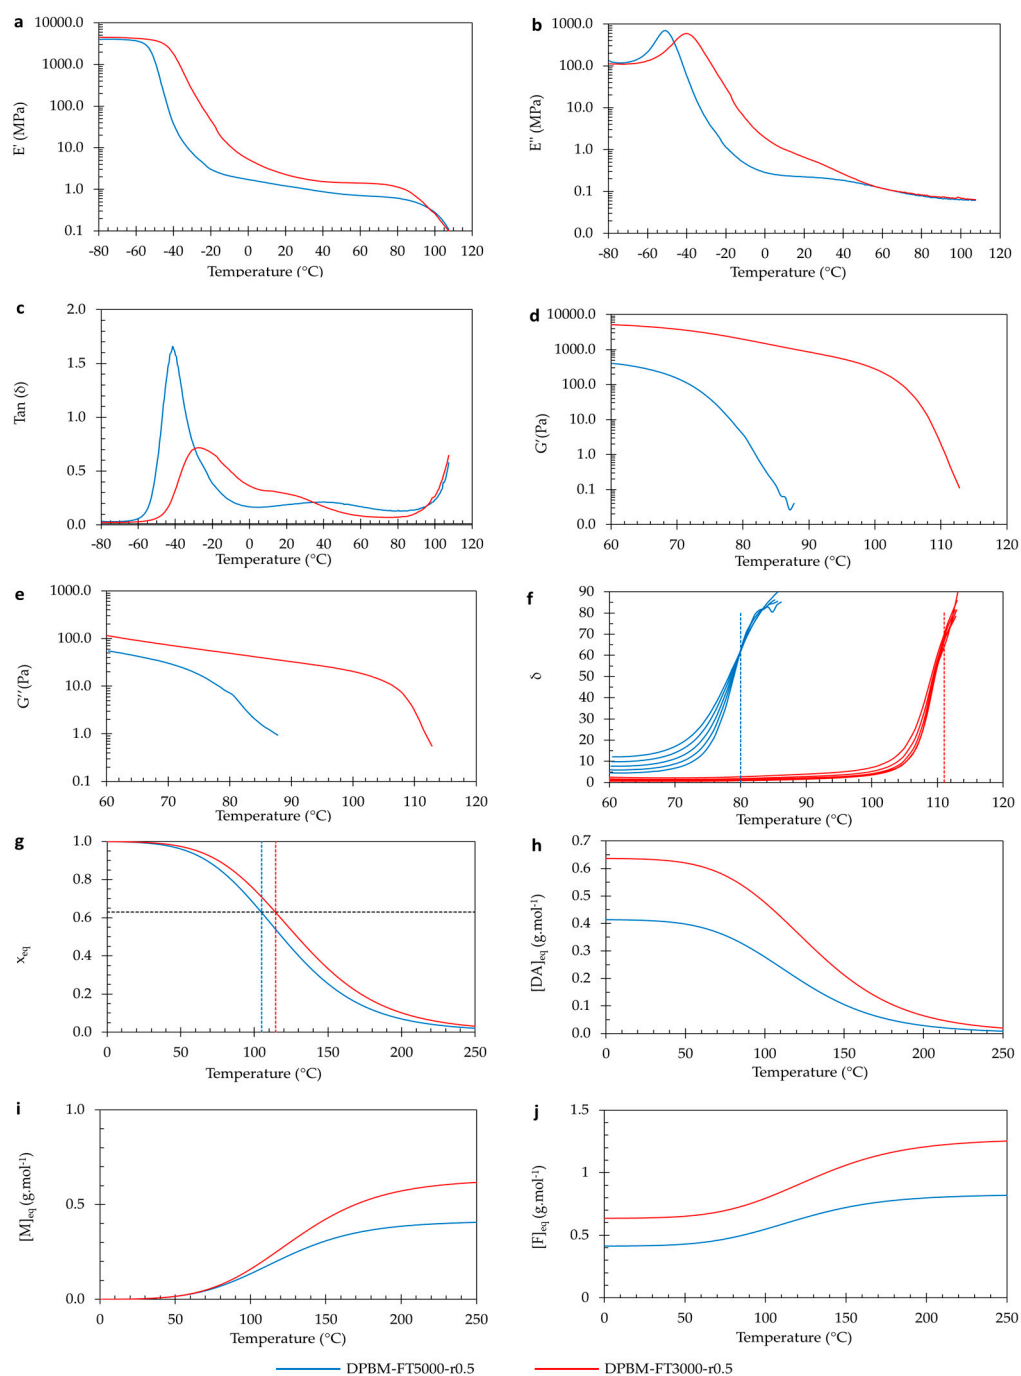 a
10000.0
1000.0
100.0
10.0
1.0
0.1
E' (MPa)
-80 -60 -40 -20 0 20 40 60 80 100 120
Temperature (°C)
b
1000.0
100.0
10.0
1.0
0.1
0.0
E'' (MPa)
-80 -60 -40 -20 0 20 40 60 80 100 120
Temperature (°C)
c
2.0
1.5
1.0
0.5
0.0
Tan (δ)
-80 -60 -40 -20 0 20 40 60 80 100 120
Temperature (°C)
d
10000.0
1000.0
100.0
10.0
1.0
0.1
0.0
G'(Pa)
60 70 80 90 100 110 120
Temperature (°C)
e
1000.0
100.0
10.0
1.0
0.1
G''(Pa)
60 70 80 90 100 110 120
Temperature (°C)
f
90
80
70
60
50
40
30
20
10
0
δ
60 70 80 90 100 110 120
Temperature (°C)
g
1.0
0.8
0.6
0.4
0.2
0.0
xeq
0 50 100 150 200 250
Temperature (°C)
h
0.7
0.6
0.5
0.4
0.3
0.2
0.1
0.0
[DA]eq (g.mol-1)
0 50 100 150 200 250
Temperature (°C)
i
1.0
0.5
0.0
[M]eq (g.mol-1)
0 50 100 150 200 250
Temperature (°C)
j
1.5
1
0.5
0
[F]eq (g.mol-1)
0 50 100 150 200 250
Temperature (°C)
DPBM-FT5000-r0.5 DPBM-FT3000-r0.5